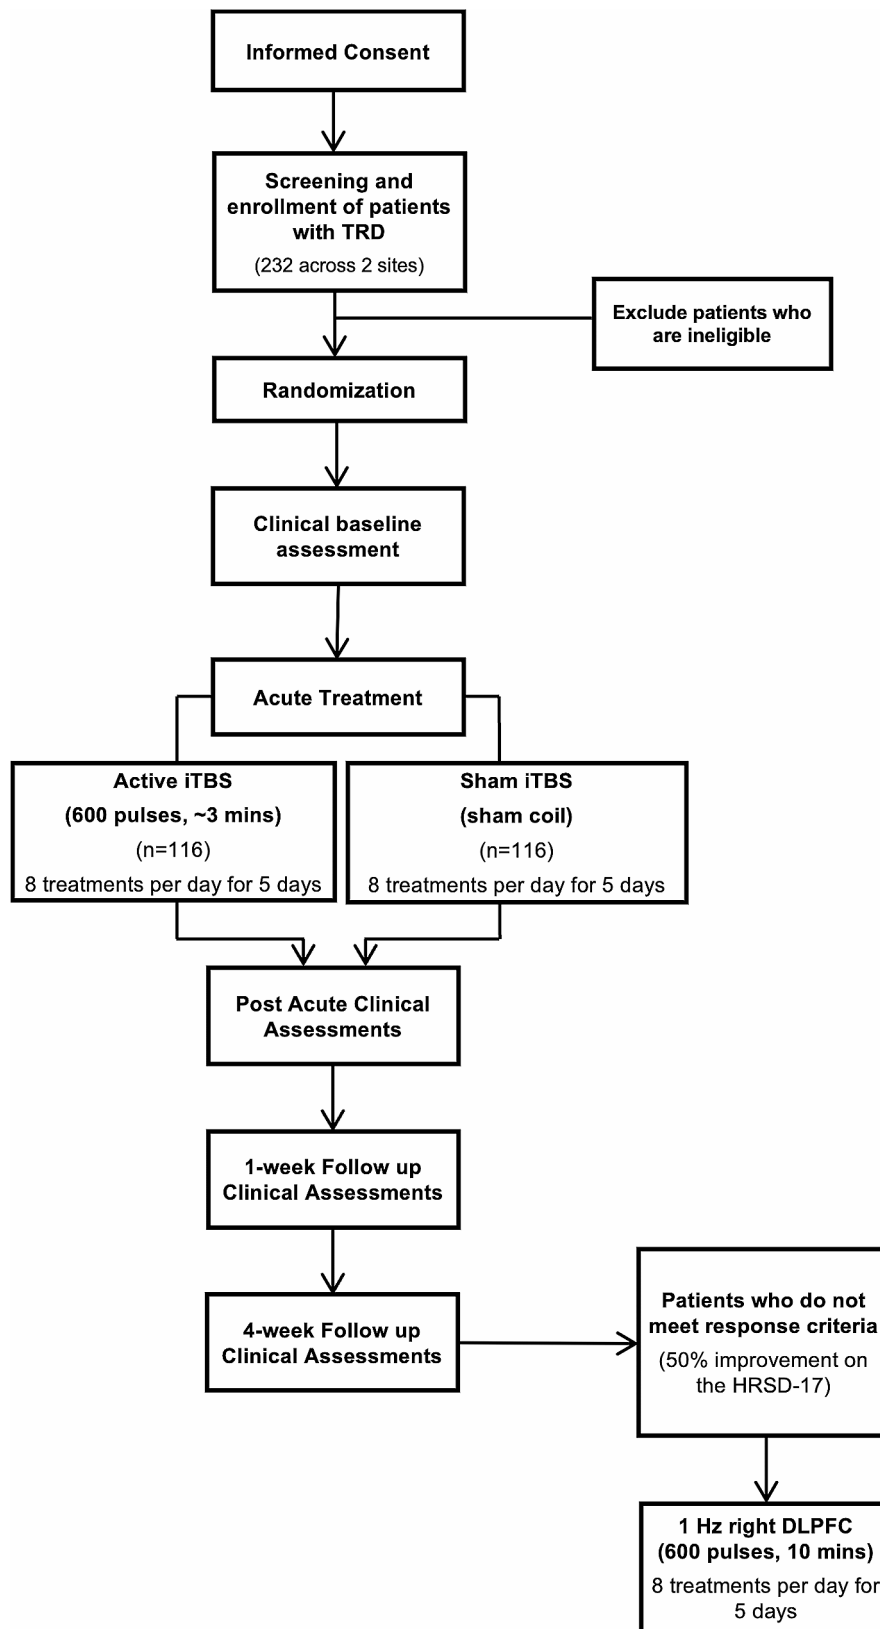 Informed Consent
Screening and
enrollment of patients
with TRD
(232 across 2 sites)
Exclude patients who
are ineligible
Randomization
Clinical baseline
assessment
Acute Treatment
Active iTBS
(600 pulses, ~3 mins)
(n=116)
8 treatments per day for 5 days
Sham iTBS
(sham coil)
(n=116)
8 treatments per day for 5 days
Post Acute Clinical
Assessments
1-week Follow up
Clinical Assessments
4-week Follow up
Clinical Assessments
Patients who do not
meet response criteria
(50% improvement on
the HRSD-17)
1 Hz right DLPFC
(600 pulses, 10 mins)
8 treatments per day for
5 days